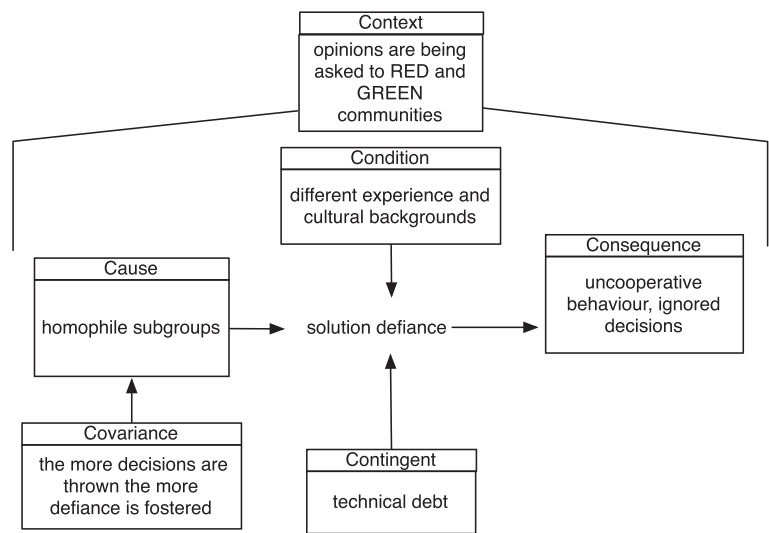 Context
opinions are being
asked to RED and
GREEN
communities
Condition
different experience and
cultural backgrounds
Consequence
uncooperative
behaviour, ignored
decisions
Cause
homophile subgroups
solution defiance
Covariance
the more decisions are
thrown the more
defiance is fostered
Contingent
technical debt